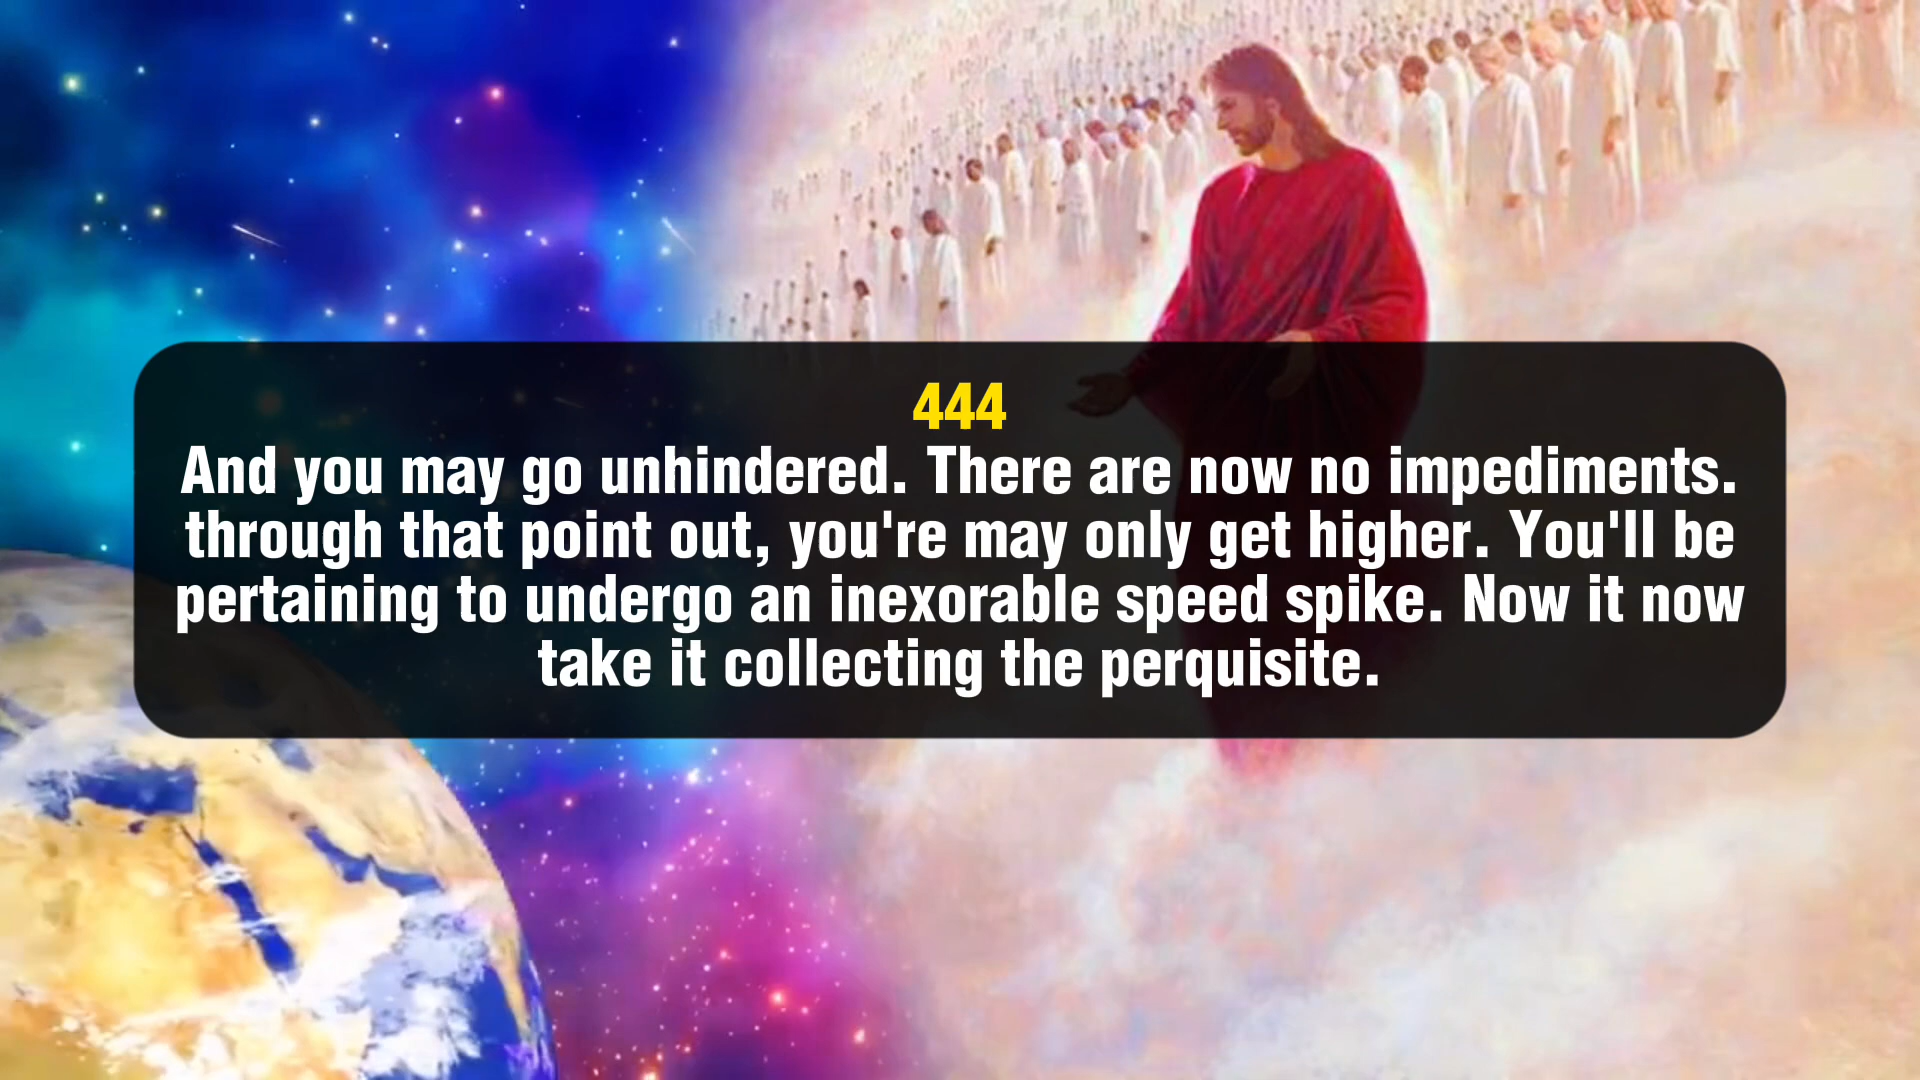 444
And you may go unhindered. There are now no impediments.
through that point out, you're may only get higher. You'll be
pertaining to undergo an inexorable speed spike. Now it now
take it collecting the perquisite.